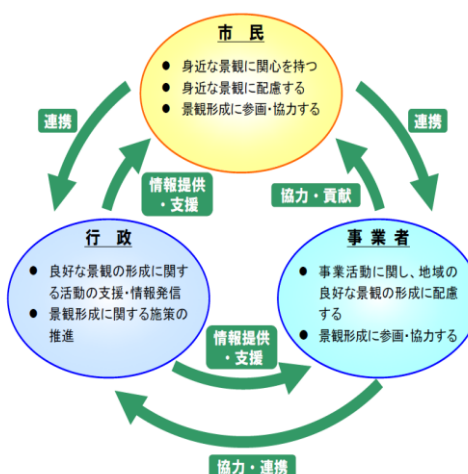 市　民
● 身近な景観に関心を持つ
● 身近な景観に配慮する
● 景観形成に参画・協力する
連携
連携
情報提供
・支援
協力・貢献
行　政
● 良好な景観の形成に関す
る活動の支援・情報発信
● 景観形成に関する施策の
推進
事 業 者
● 事業活動に関し、地域の
良好な景観の形成に配慮
する
● 景観形成に参画・協力する
情報提供
・支援
協力・連携